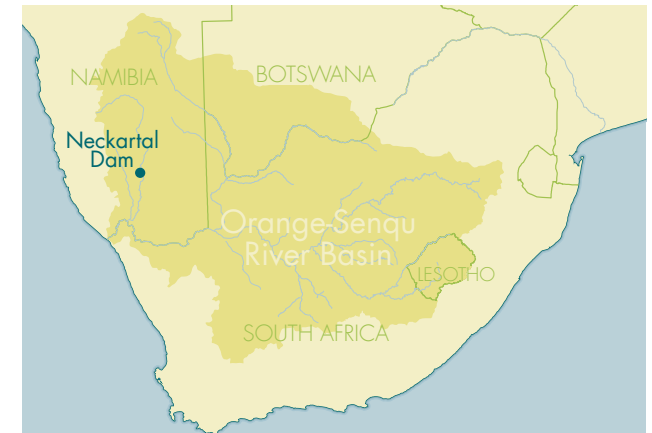 NAMIBIA
BOTSWANA
Neckartal
Dam
Orange-Senqu
River Basin
LESOTHO
SOUTH AFRICA